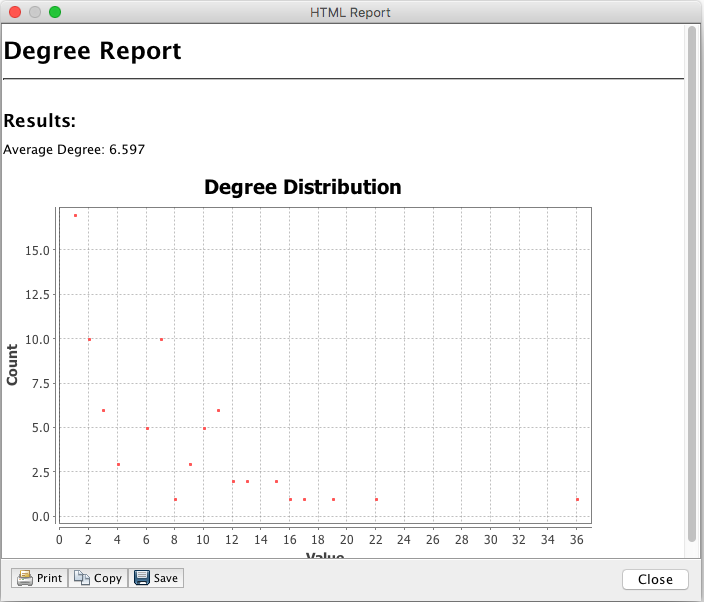 HTML Report
Degree Report
Results:
Average Degree: 6.597
Degree Distribution
15.0
12.5
10.0
7.5
5.0
2.5
0.0
Count
0 2 4 6 8 10 12 14 16 18 20 22 24 26 28 30 32 34 36
Value
Print Copy Save Close